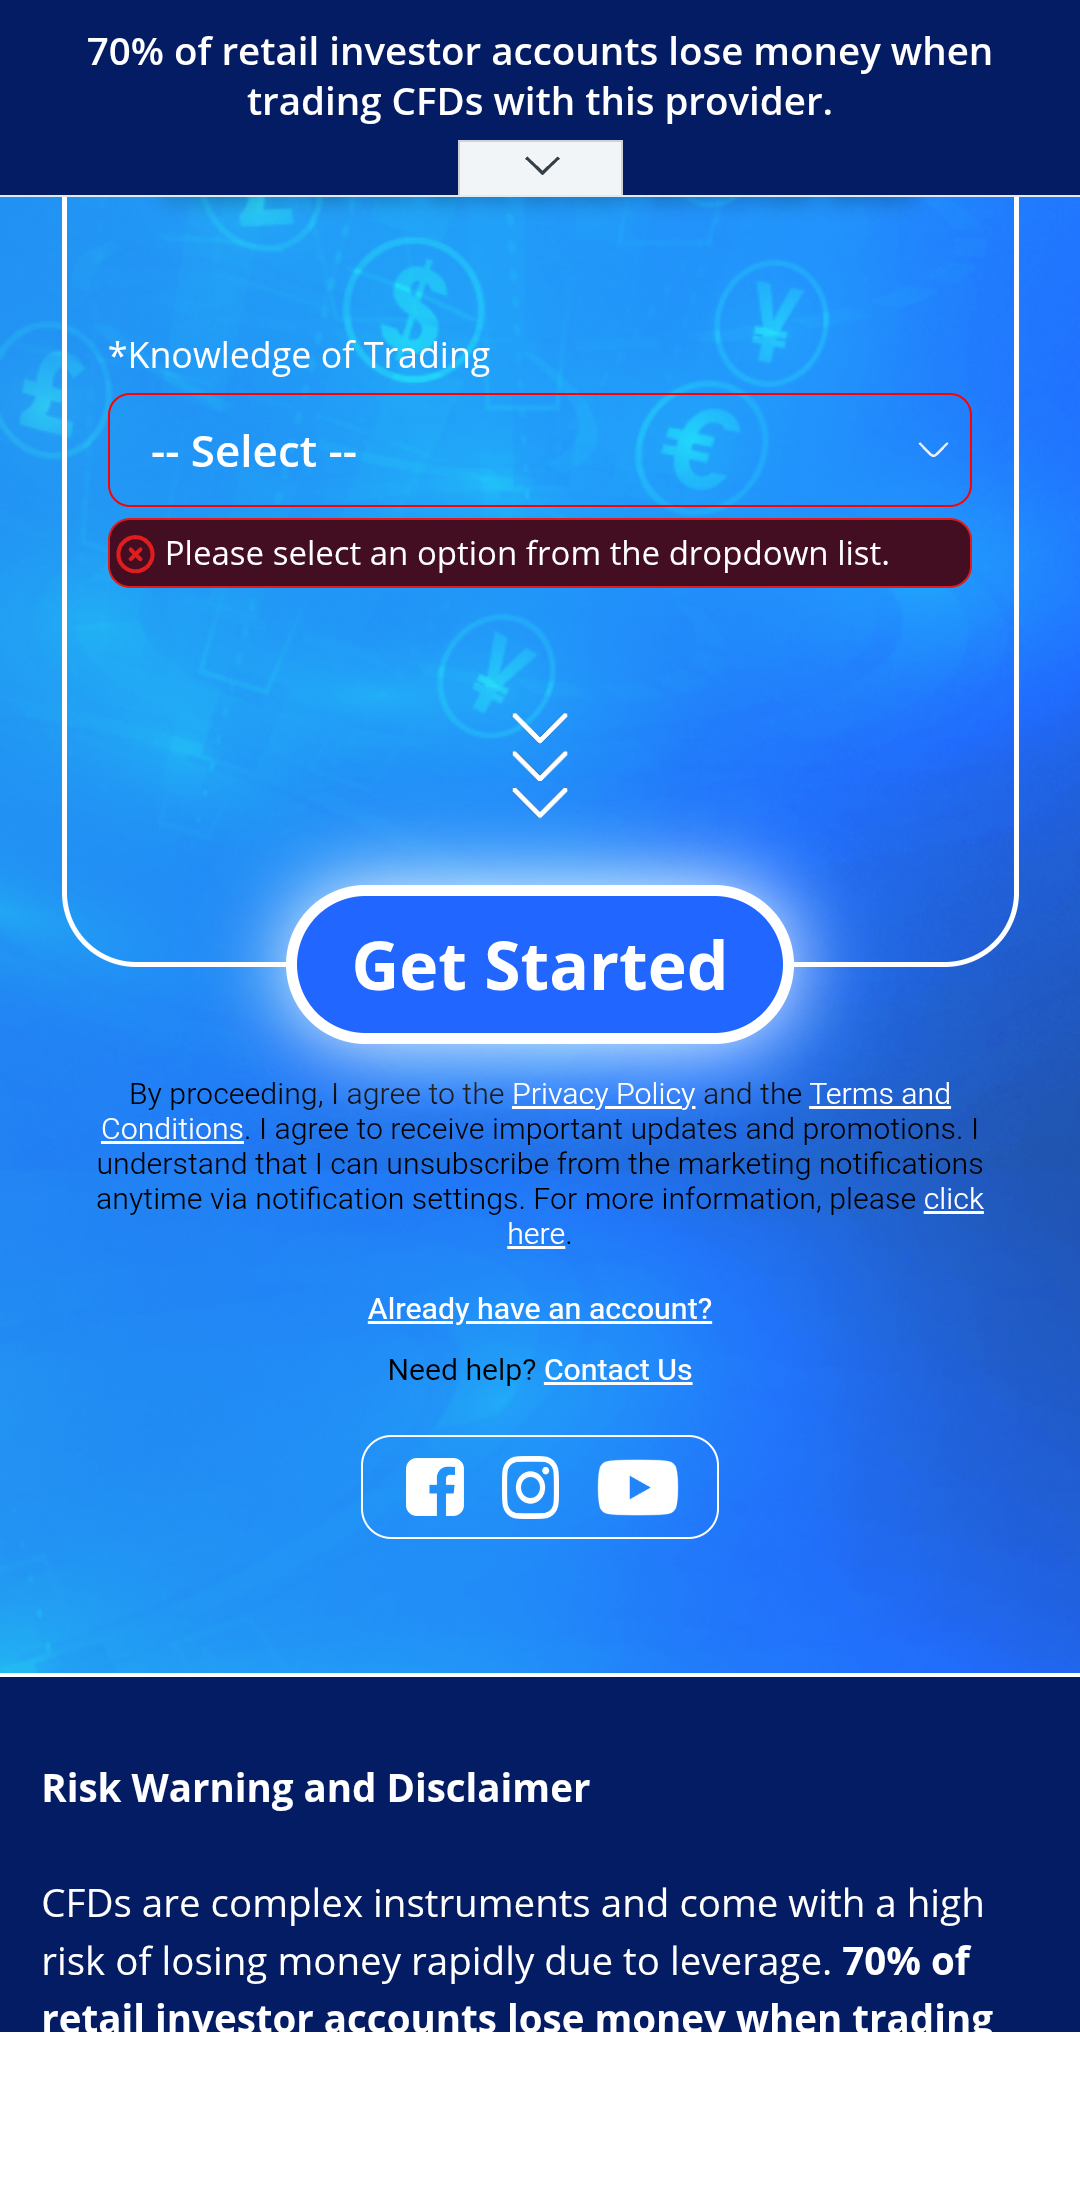 70% of retail investor accounts lose money when
trading CFDs with this provider.
*Knowledge of Trading
-- Select --
Please select an option from the dropdown list.
Get Started
By proceeding, I agree to the Privacy Policy and the Terms and
Conditions. I agree to receive important updates and promotions. I
understand that I can unsubscribe from the marketing notifications
anytime via notification settings. For more information, please click
here.
Already have an account?
Need help? Contact Us
Risk Warning and Disclaimer
CFDs are complex instruments and come with a high
risk of losing money rapidly due to leverage. 70% of
retail investor accounts lose money when trading